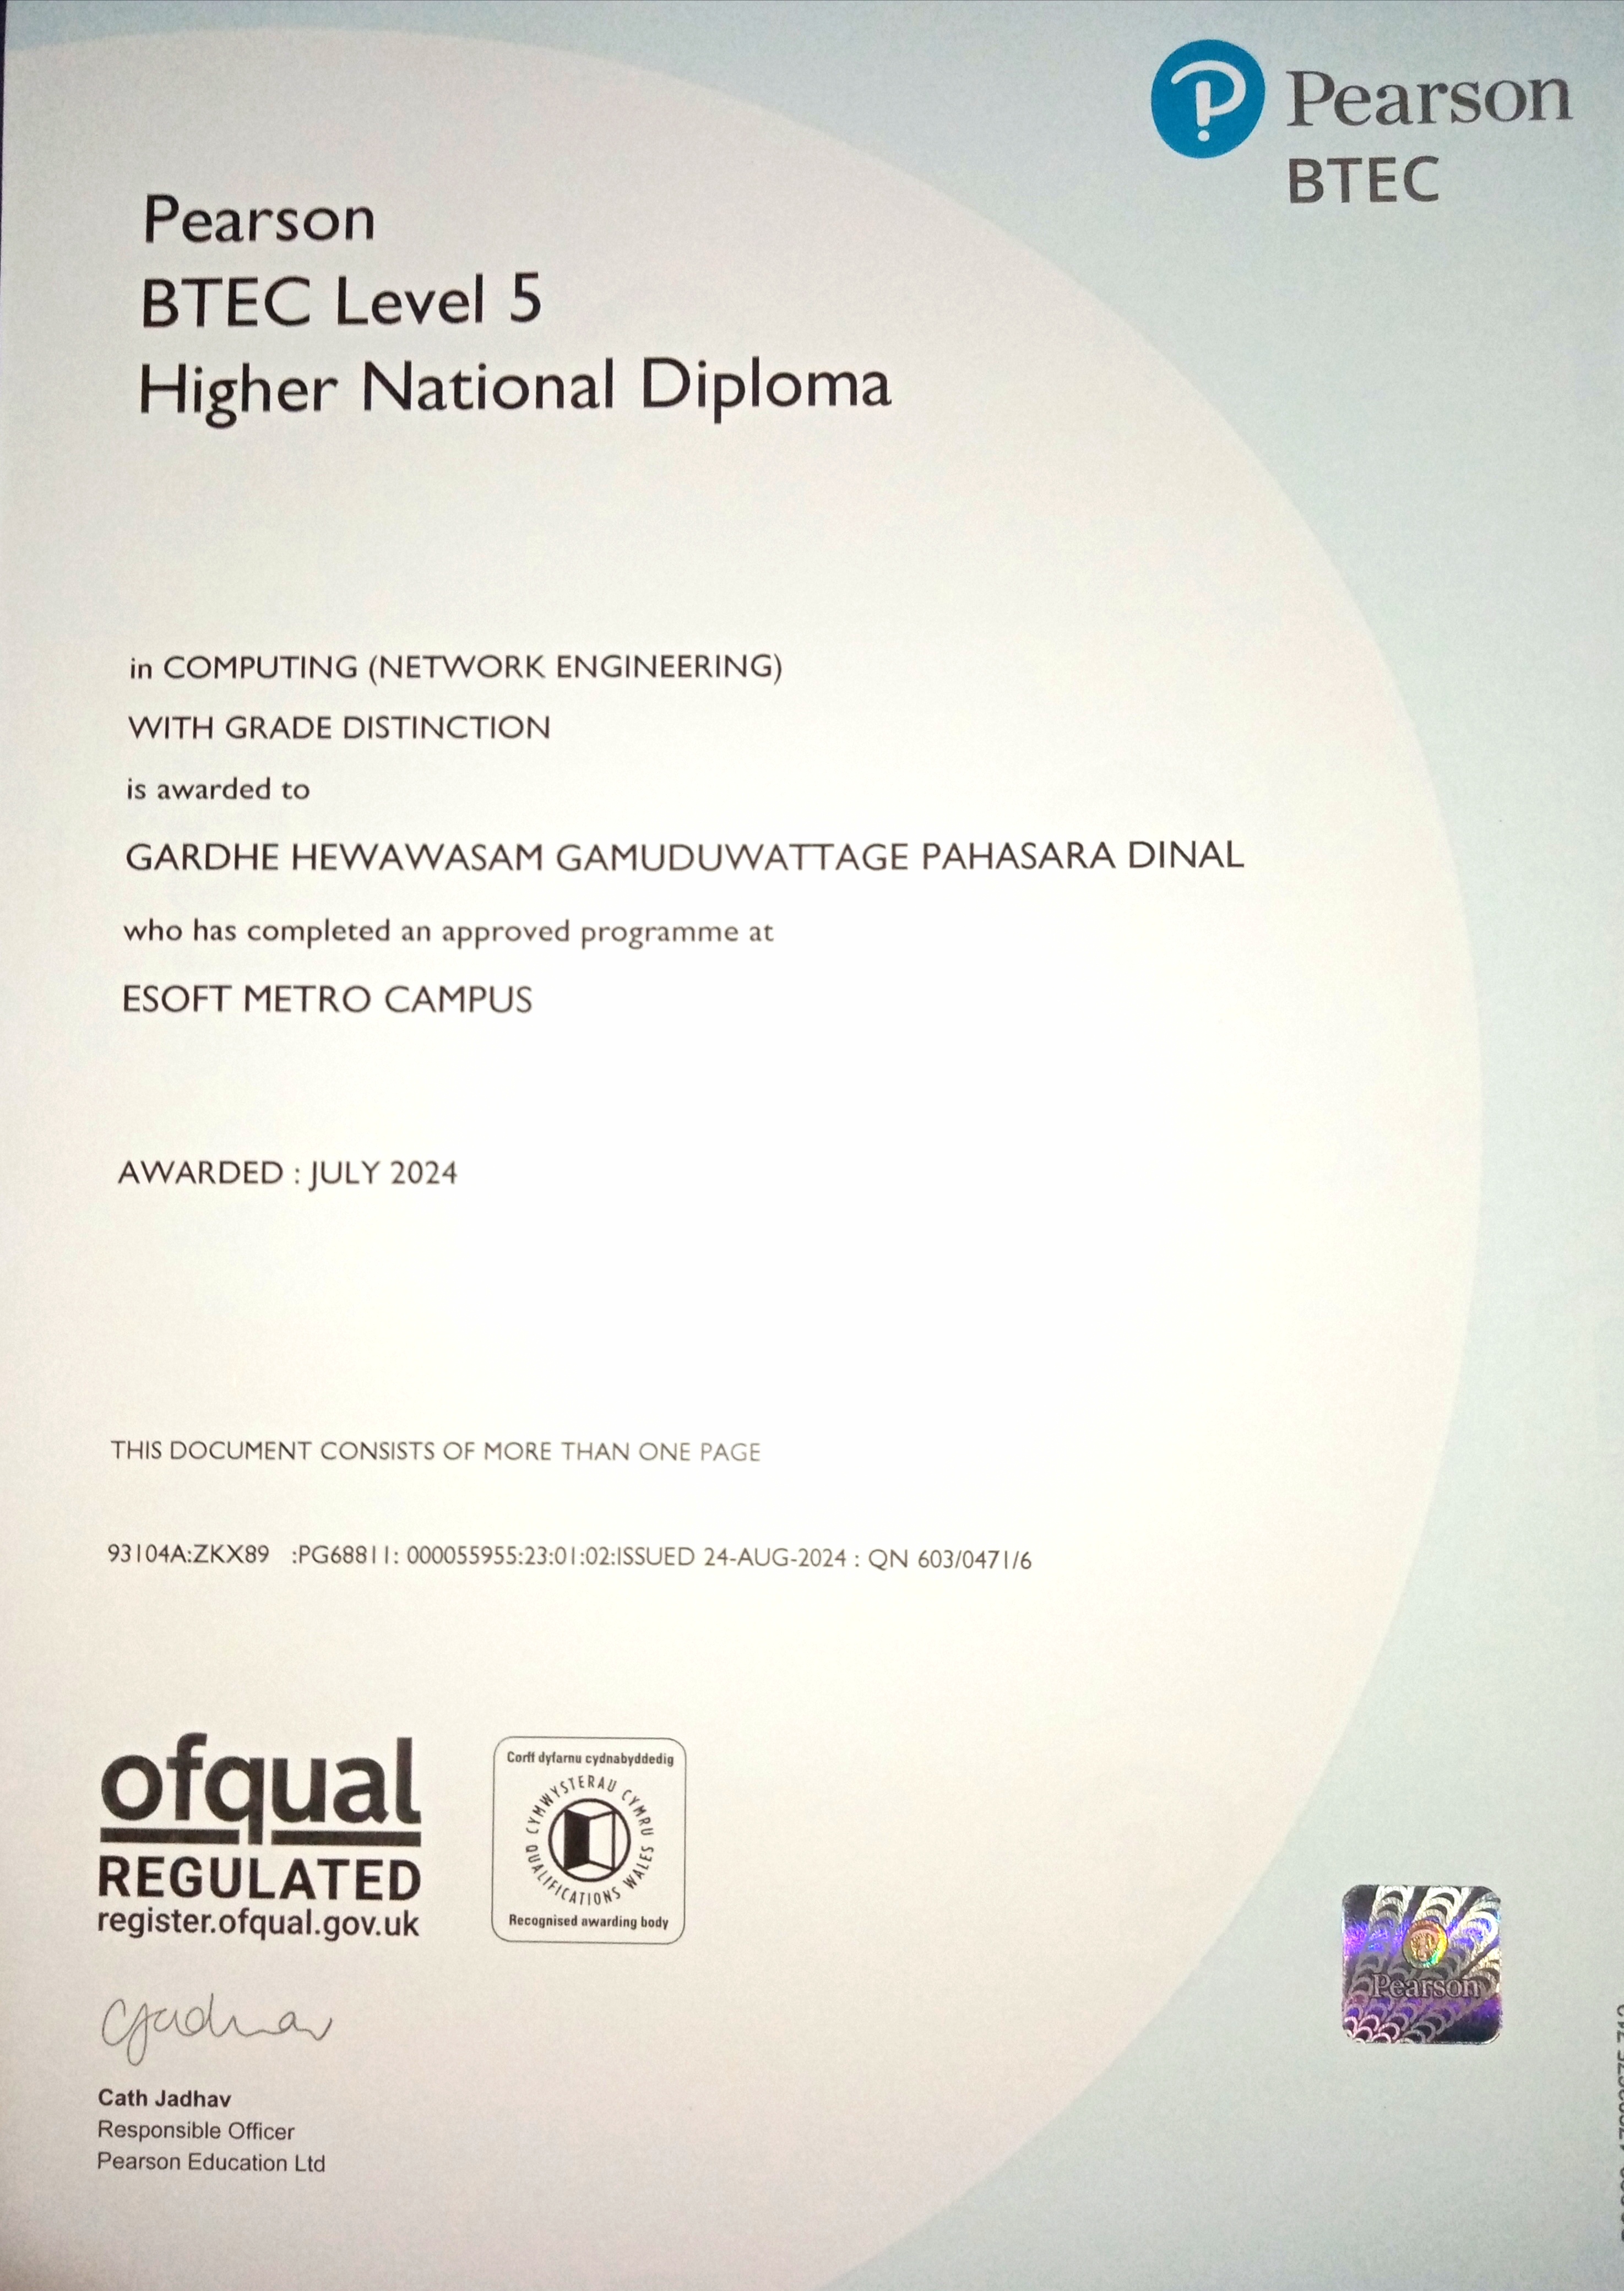 Pearson
BTEC
Pearson
BTEC Level 5
Higher National Diploma
in COMPUTING (NETWORK ENGINEERING)
WITH GRADE DISTINCTION
is awarded to
GARDHE HEWAWASAM GAMUDUWATTAGE PAHASARA DINAL
who has completed an approved programme at
ESOFT METRO CAMPUS
AWARDED : JULY 2024
THIS DOCUMENT CONSISTS OF MORE THAN ONE PAGE
93104A:ZKX89 :PG68811: 000055955:23:01:02:ISSUED 24-AUG-2024 : QN 603/0471/6
ofqual
REGULATED
register.ofqual.gov.uk
Corff dyfarnu cydnabyddedig
CYMWYSTERAU CYMRU
QUALIFICATIONS WALES
Recognised awarding body
Pearson
CJadhav
Cath Jadhav
Responsible Officer
Pearson Education Ltd